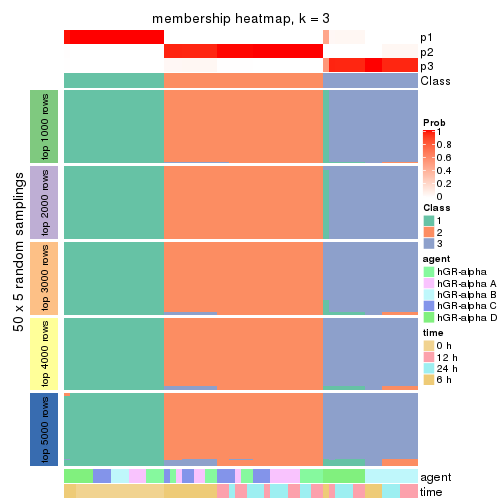 membership heatmap, k = 3
p1
p2
p3
Class
50 x 5 random samplings
top 1000 rows
top 2000 rows
top 3000 rows
top 4000 rows
top 5000 rows
agent
time
Prob
1
0.8
0.6
0.4
0.2
0
Class
1
2
3
agent
hGR-alpha
hGR-alpha A
hGR-alpha B
hGR-alpha C
hGR-alpha D
time
0 h
12 h
24 h
6 h